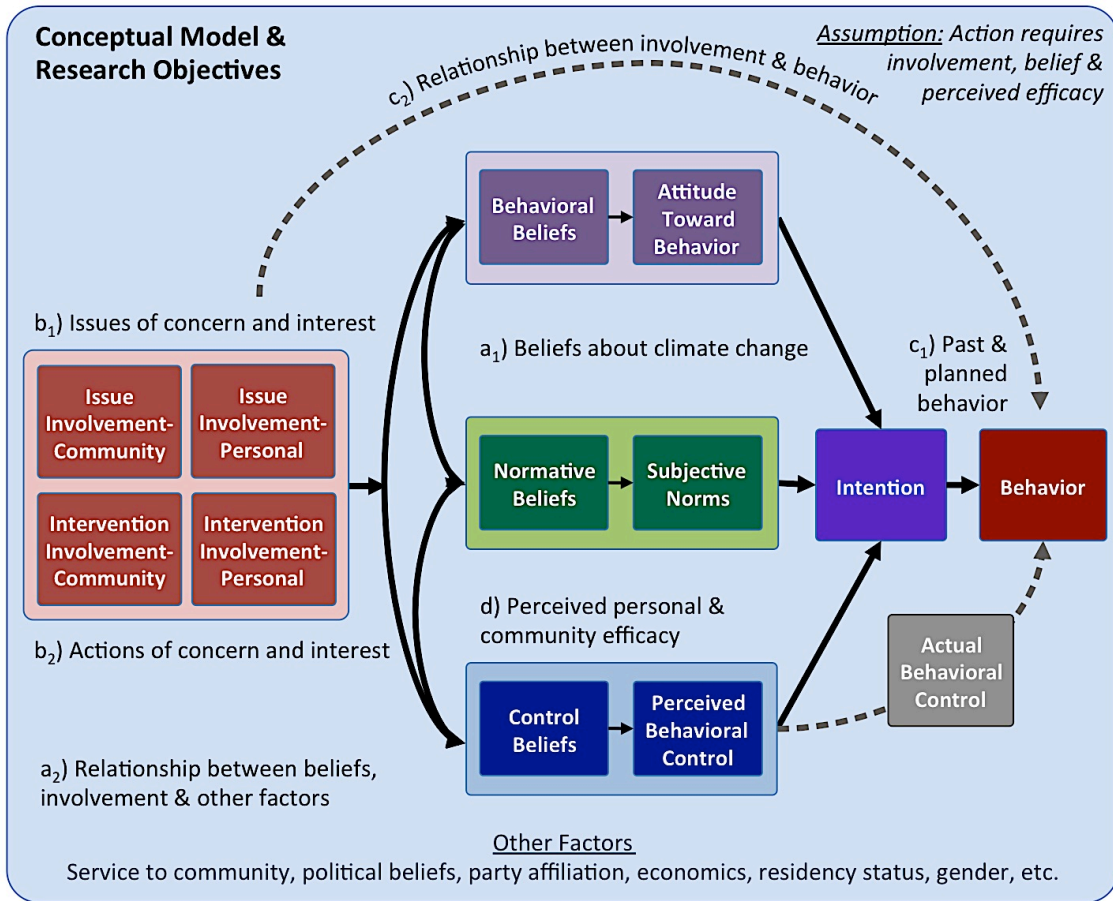 Conceptual Model &
Research Objectives
Assumption: Action requires
involvement, belief &
perceived efficacy
c₂) Relationship between involvement & behavior
Behavioral
Beliefs
Attitude
Toward
Behavior
b₁) Issues of concern and interest
a₁) Beliefs about climate change
c₁) Past &
planned
behavior
Issue
Involvement-
Community
Issue
Involvement-
Personal
Intervention
Involvement-
Community
Intervention
Involvement-
Personal
Normative
Beliefs
Subjective
Norms
Intention
Behavior
b₂) Actions of concern and interest
d) Perceived personal &
community efficacy
Control
Beliefs
Perceived
Behavioral
Control
Actual
Behavioral
Control
a₂) Relationship between beliefs,
involvement & other factors
Other Factors
Service to community, political beliefs, party affiliation, economics, residency status, gender, etc.